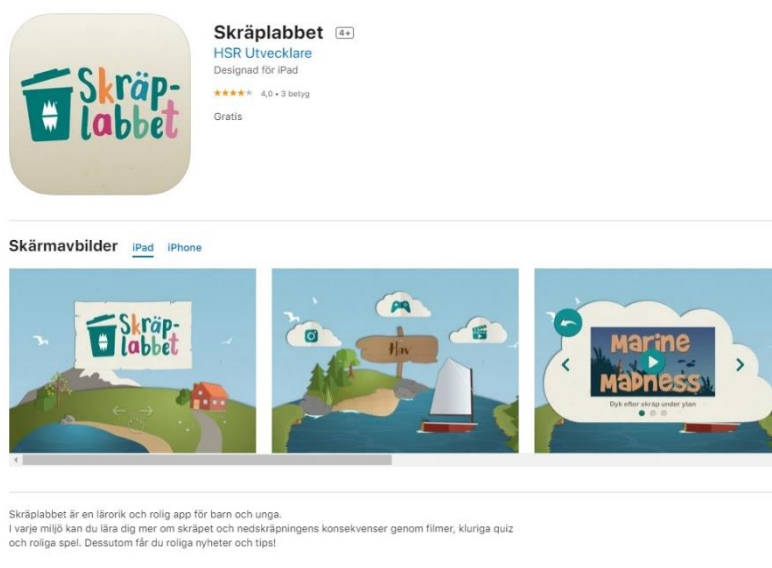 Skräp-
labbet
Skräplabbet 4+
HSR Utvecklare
Designad för iPad
4,0 • 3 betyg
Gratis
Skärmavbilder iPad iPhone
Skräp-
labbet
Hav
Marine
Madness
Dyk efter skräp under ytan
Skräplabbet är en lärorik och rolig app för barn och unga.
I varje miljö kan du lära dig mer om skräpet och nedskräpningens konsekvenser genom filmer, kluriga quiz
och roliga spel. Dessutom får du roliga nyheter och tips!